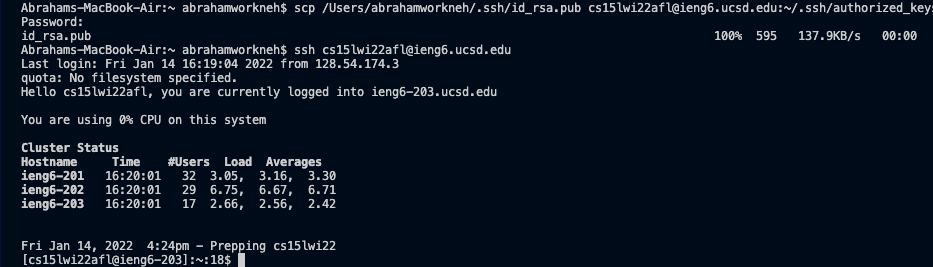 Abrahams-MacBook-Air:~ abrahamworkneh$ scp /Users/abrahamworkneh/.ssh/id_rsa.pub cs15lwi22afl@ieng6.ucsd.edu:~/.ssh/authorized_keys
Password:
id_rsa.pub 100% 595 137.9KB/s 00:00
Abrahams-MacBook-Air:~ abrahamworkneh$ ssh cs15lwi22afl@ieng6.ucsd.edu
Last login: Fri Jan 14 16:19:04 2022 from 128.54.174.3
quota: No filesystem specified.
Hello cs15lwi22afl, you are currently logged into ieng6-203.ucsd.edu
You are using 0% CPU on this system
Cluster Status
Hostname Time #Users Load Averages
ieng6-201 16:20:01 32 3.05, 3.16, 3.30
ieng6-202 16:20:01 29 6.75, 6.67, 6.71
ieng6-203 16:20:01 17 2.66, 2.56, 2.42
Fri Jan 14, 2022 4:24pm - Prepping cs15lwi22
[cs15lwi22afl@ieng6-203]:~:18$